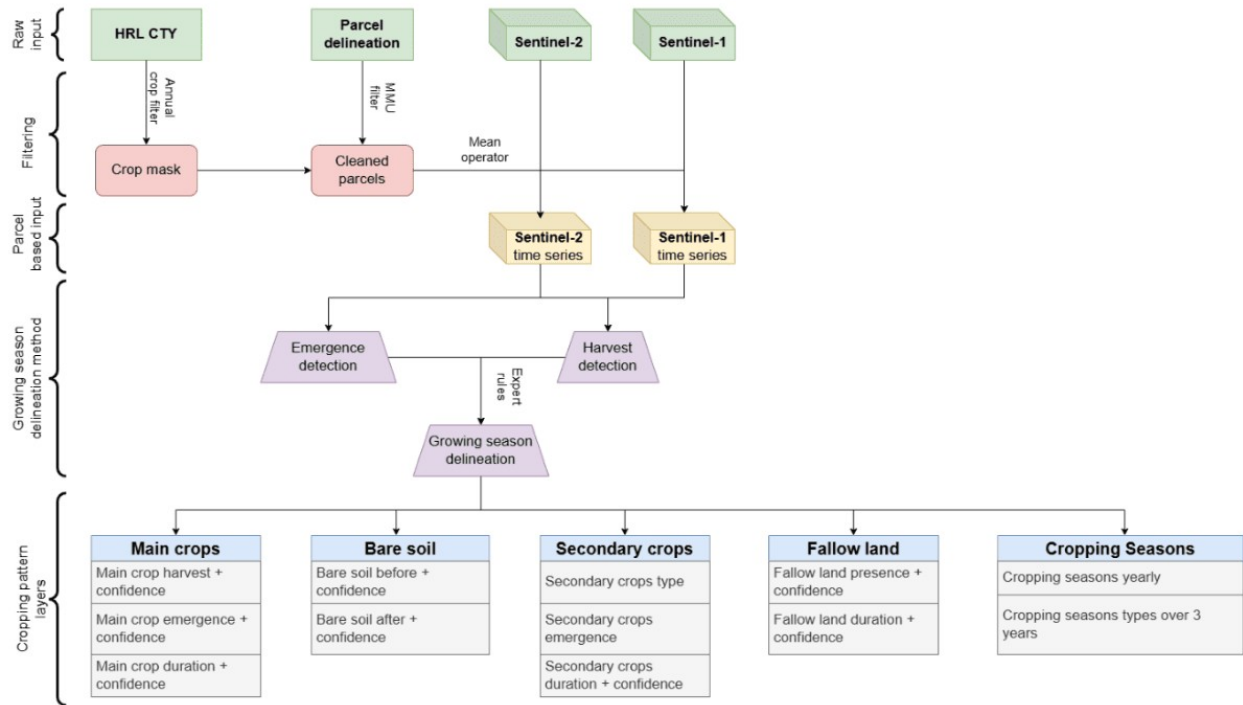 Raw
input
HRL CTY
Parcel
delineation
Sentinel-2
Sentinel-1
Filtering
Annual
crop filter
MMU
filter
Crop mask
Cleaned
parcels
Mean
operator
Parcel
based input
Sentinel-2
time series
Sentinel-1
time series
Growing season
delineation method
Emergence
detection
Harvest
detection
Expert
rules
Growing season
delineation
Cropping pattern
layers
Main crops
Main crop harvest +
confidence
Main crop emergence +
confidence
Main crop duration +
confidence
Bare soil
Bare soil before +
confidence
Bare soil after +
confidence
Secondary crops
Secondary crops type
Secondary crops
emergence
Secondary crops
duration + confidence
Fallow land
Fallow land presence +
confidence
Fallow land duration +
confidence
Cropping Seasons
Cropping seasons yearly
Cropping seasons types over 3
years